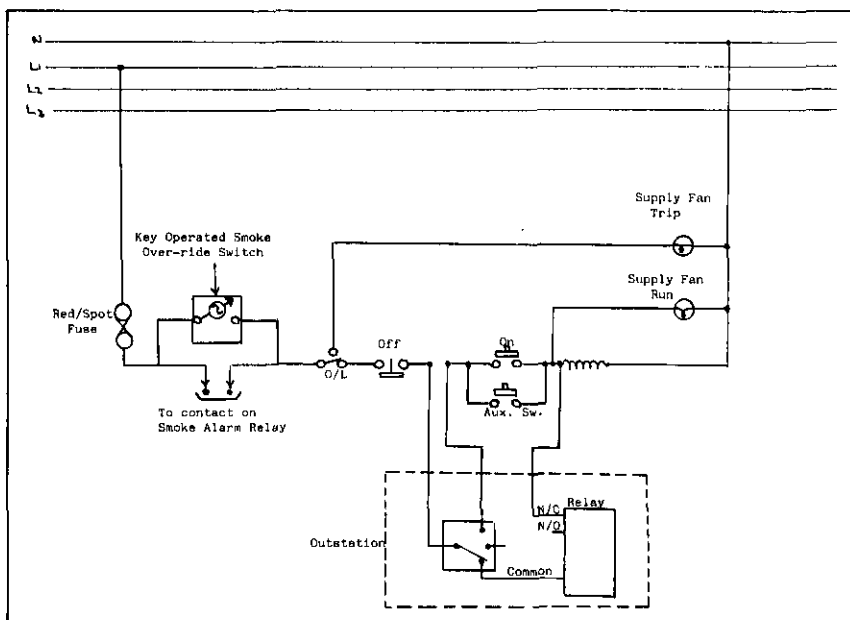 N
L1
L2
L3
Supply Fan
Trip
Key Operated Smoke
Over-ride Switch
Supply Fan
Run
Red/Spot
Fuse
Off
On
O/L
To contact on
Smoke Alarm Relay
Aux. Sw.
N/C
Relay
N/O
Outstation
Common